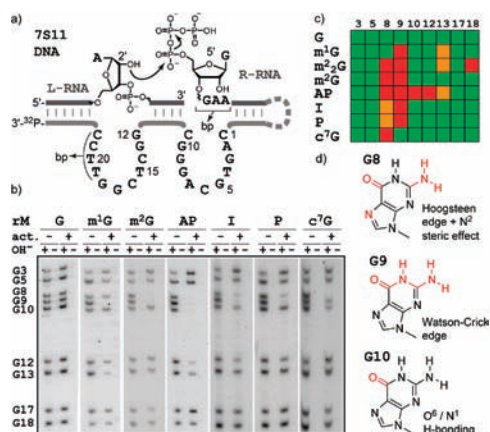 a)
7S11
DNA
L-RNA
R-RNA
A
2'
OH
O
P
5'
G
OH
3'
GAA
bp
5'-
3'-³²P-
bp
C C T T 20 G G C T 15 C G G 12
C 10 G G G A C G 5 T G A C 1
b)
rM G m¹G m²G AP I P c⁷G
act. - + - + - + - + - + - + - +
OH⁻ + - + + - + + - + + - + + - + + - + + - +
G3
G5
G8
G9
G10
G12
G13
G17
G18
c)
3 5 8 9 10 12 13 17 18
G
m¹G
m²₂G
m²G
AP
I
P
c⁷G
d)
G8
Hoogsteen
edge + N²
steric effect
G9
Watson-Crick
edge
G10
O⁶ / N¹
H-bonding